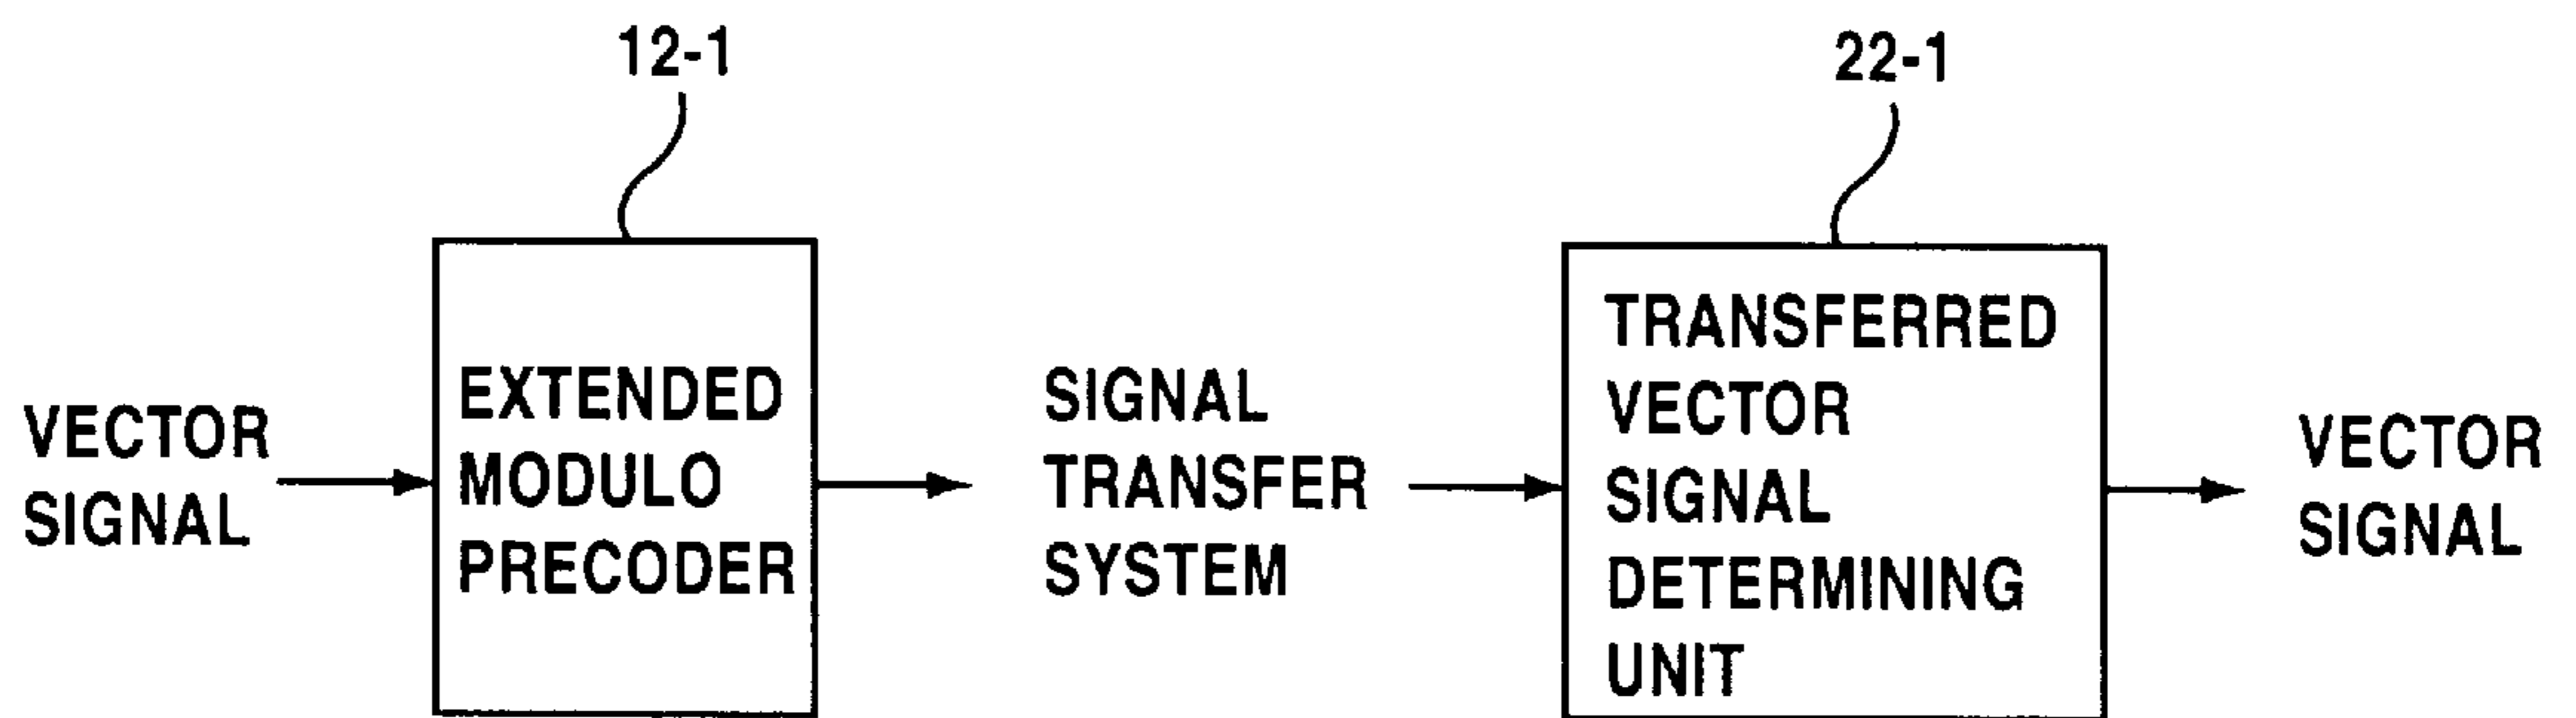 12-1
22-1
VECTOR
SIGNAL
EXTENDED
MODULO
PRECODER
SIGNAL
TRANSFER
SYSTEM
TRANSFERRED
VECTOR
SIGNAL
DETERMINING
UNIT
VECTOR
SIGNAL